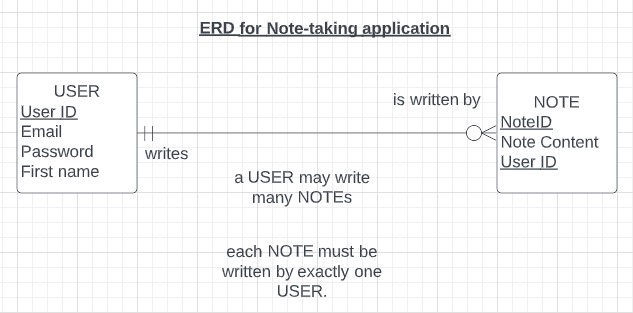 ERD for Note-taking application
USER
User ID
Email
Password
First name
writes
is written by
NOTE
NoteID
Note Content
User ID
a USER may write
many NOTEs
each NOTE must be
written by exactly one
USER.